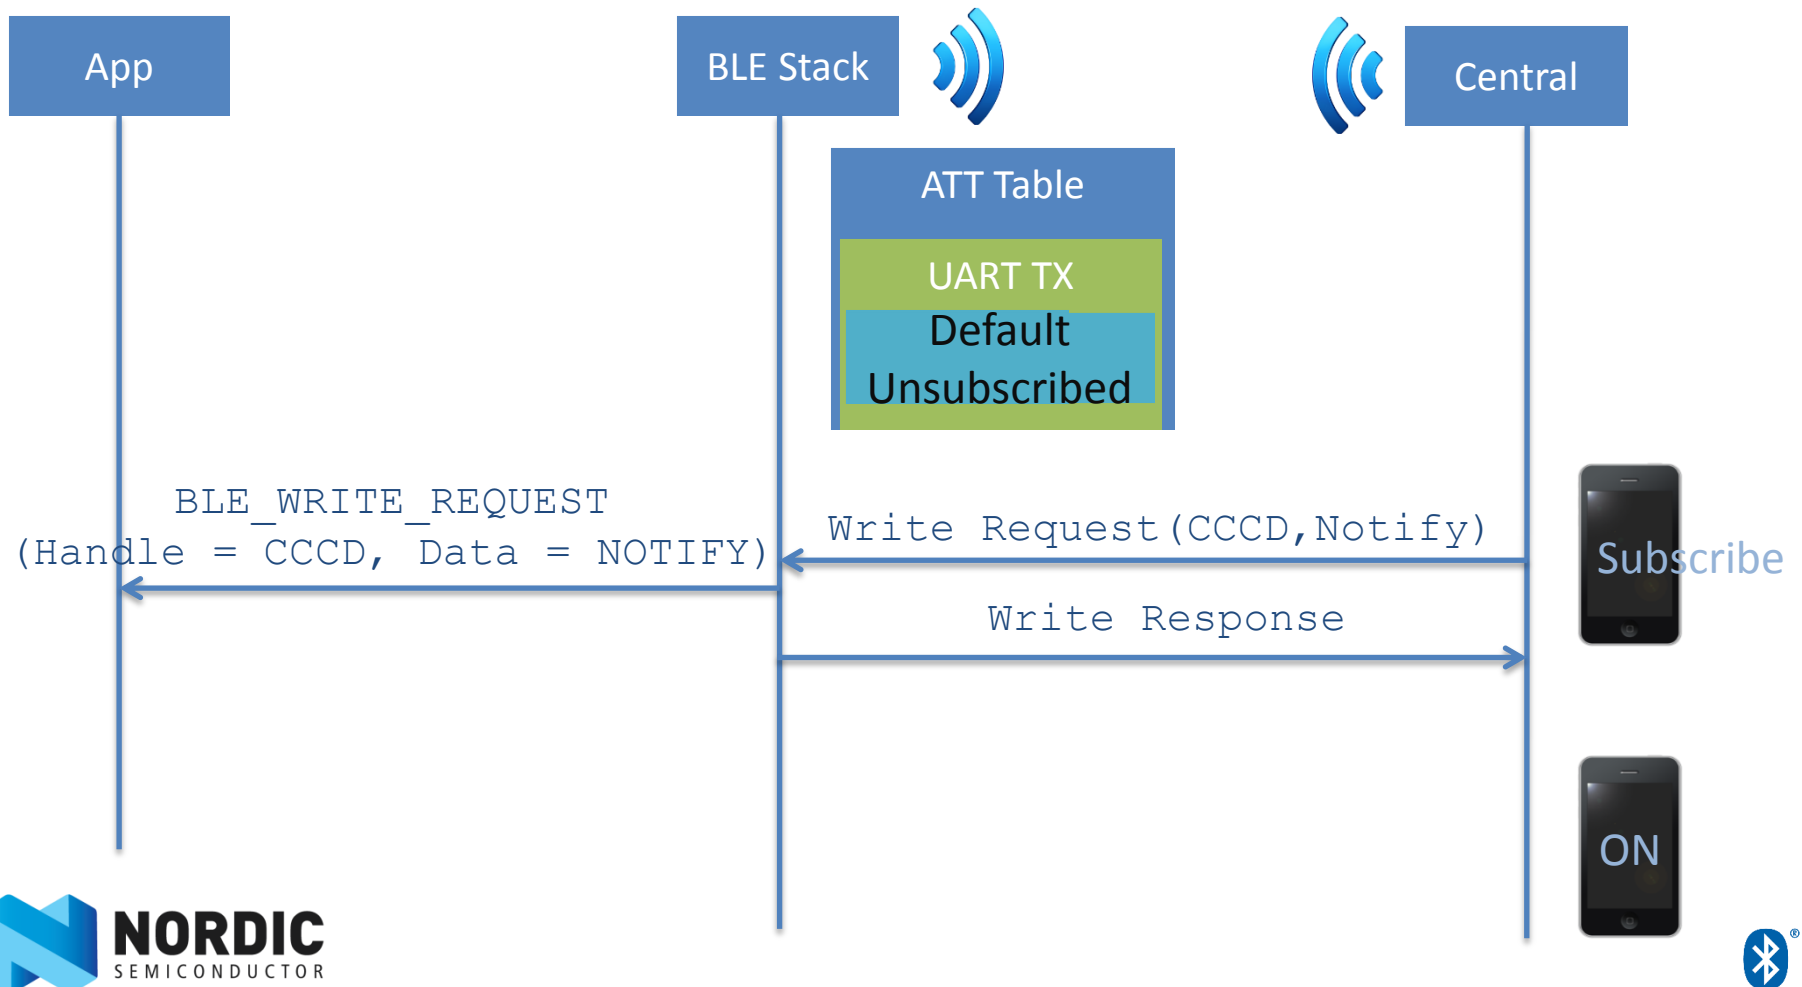 App
BLE Stack
Central
ATT Table
UART TX
Default
Unsubscribed
BLE_WRITE_REQUEST
(Handle = CCCD, Data = NOTIFY)
Write Request(CCCD,Notify)
Subscribe
Write Response
ON
NORDIC
SEMICONDUCTOR
®